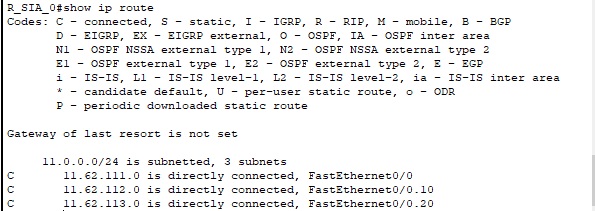 R_SIA_0#show ip route
Codes: C - connected, S - static, I - IGRP, R - RIP, M - mobile, B - BGP
D - EIGRP, EX - EIGRP external, O - OSPF, IA - OSPF inter area
N1 - OSPF NSSA external type 1, N2 - OSPF NSSA external type 2
E1 - OSPF external type 1, E2 - OSPF external type 2, E - EGP
i - IS-IS, L1 - IS-IS level-1, L2 - IS-IS level-2, ia - IS-IS inter area
* - candidate default, U - per-user static route, o - ODR
P - periodic downloaded static route
Gateway of last resort is not set
11.0.0.0/24 is subnetted, 3 subnets
C 11.62.111.0 is directly connected, FastEthernet0/0
C 11.62.112.0 is directly connected, FastEthernet0/0.10
C 11.62.113.0 is directly connected, FastEthernet0/0.20